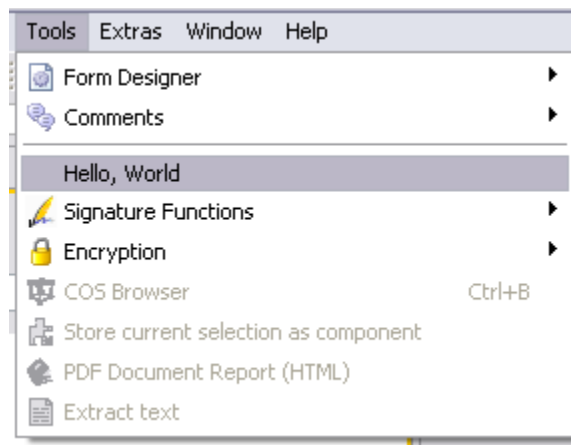 Tools Extras Window Help
Form Designer
Comments
Hello, World
Signature Functions
Encryption
COS Browser Ctrl+B
Store current selection as component
PDF Document Report (HTML)
Extract text